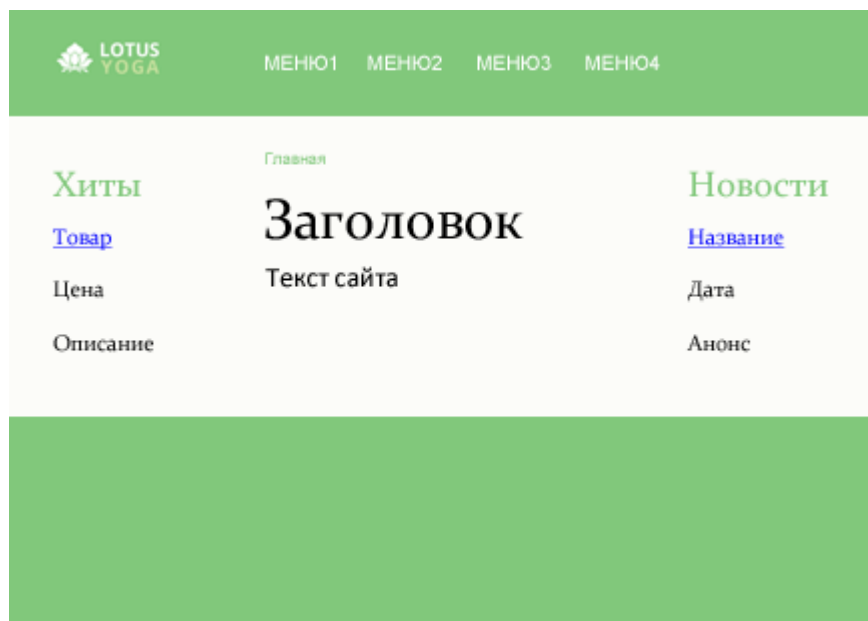 LOTUS
YOGA
МЕНЮ1 МЕНЮ2 МЕНЮ3 МЕНЮ4
Хиты
Товар
Цена
Описание
Главная
Заголовок
Текст сайта
Новости
Название
Дата
Анонс